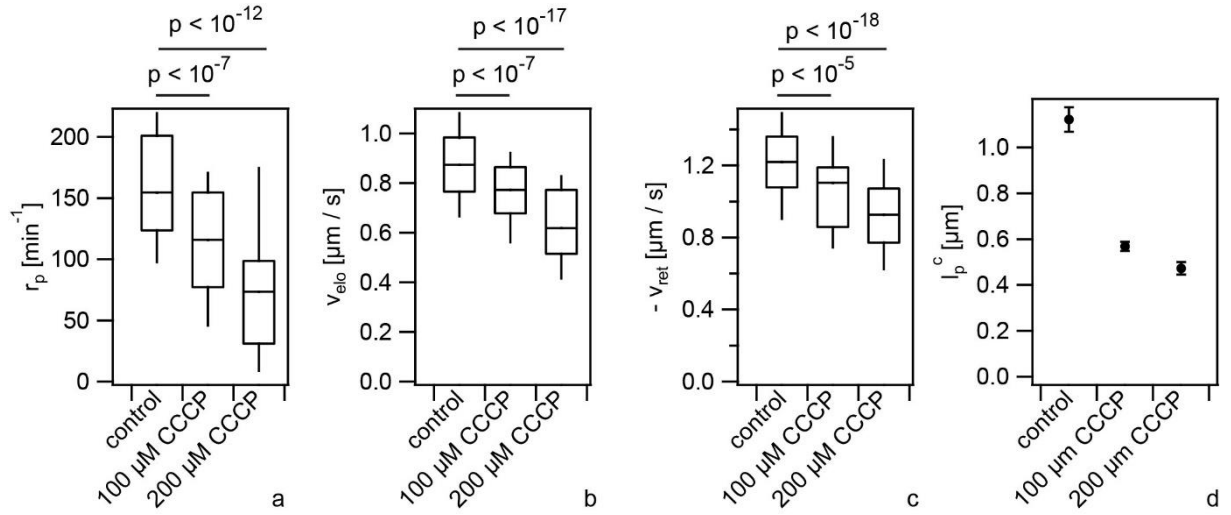 p < 10^-12
p < 10^-7
r_p [min^-1]
200
150
100
50
0
control
100 µM CCCP
200 µM CCCP
a
p < 10^-17
p < 10^-7
v_elo [µm / s]
1.0
0.8
0.6
0.4
0.2
0.0
control
100 µM CCCP
200 µM CCCP
b
p < 10^-18
p < 10^-5
- v_ret [µm / s]
1.2
0.8
0.4
0.0
control
100 µM CCCP
200 µM CCCP
c
l_p^c [µm]
1.0
0.8
0.6
0.4
0.2
0.0
control
100 µm CCCP
200 µm CCCP
d